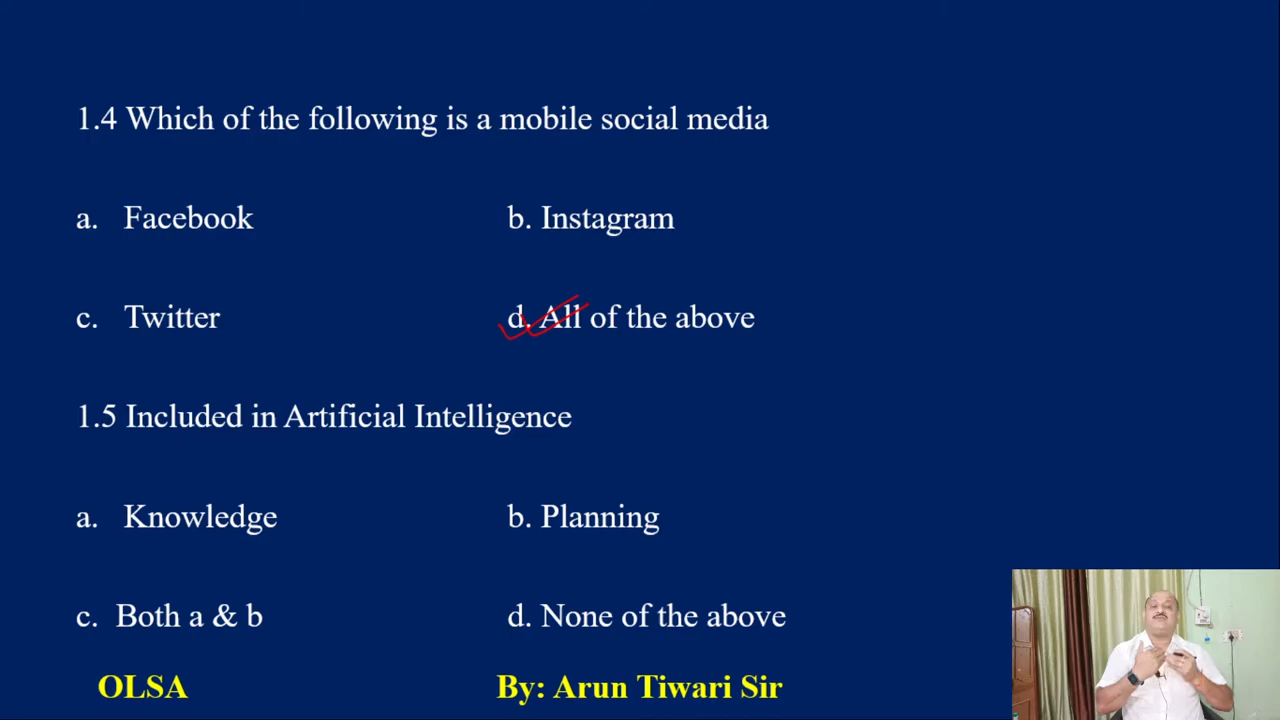 1.4 Which of the following is a mobile social media
a. Facebook b. Instagram
c. Twitter d. All of the above
1.5 Included in Artificial Intelligence
a. Knowledge b. Planning
c. Both a & b d. None of the above
OLSA By: Arun Tiwari Sir